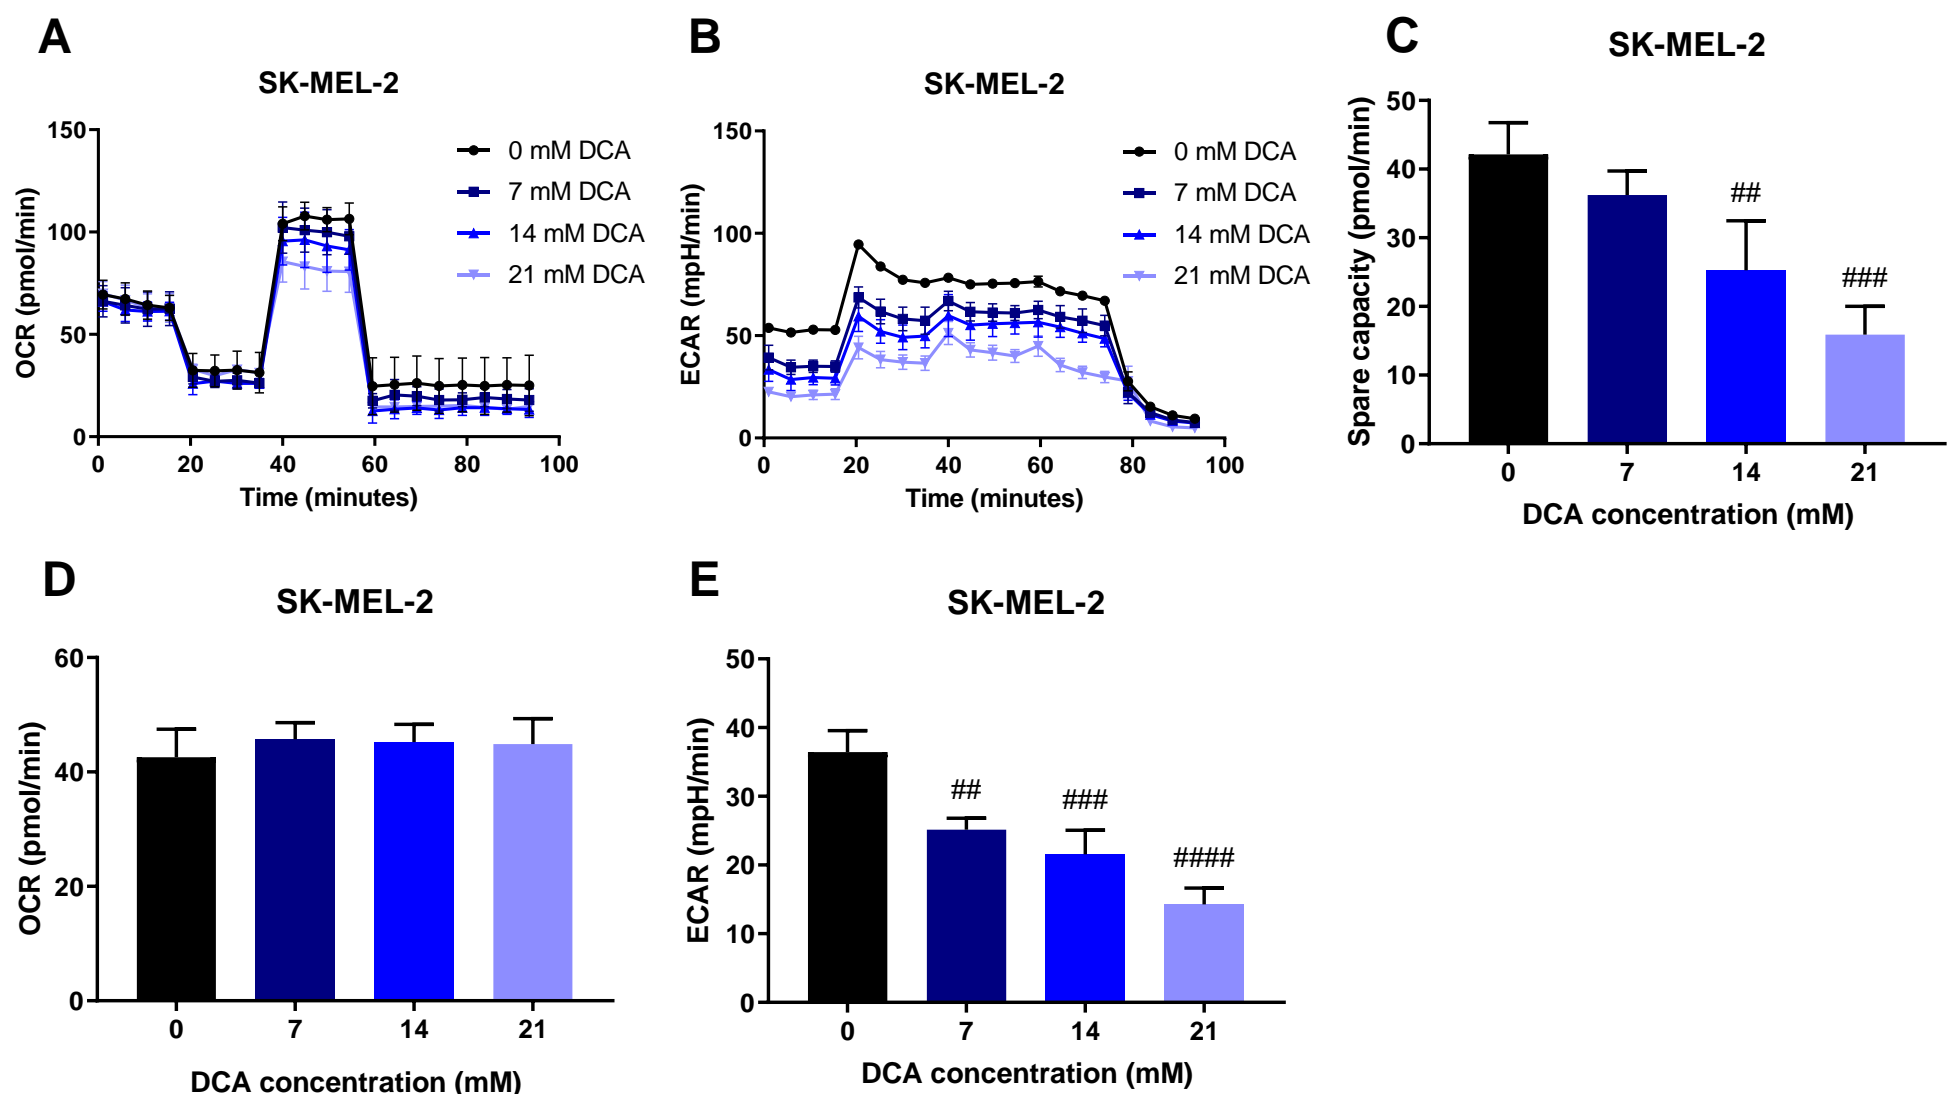 A
SK-MEL-2
OCR (pmol/min)
150
100
50
0
0 20 40 60 80 100
Time (minutes)
0 mM DCA
7 mM DCA
14 mM DCA
21 mM DCA
B
SK-MEL-2
ECAR (mpH/min)
150
100
50
0
0 20 40 60 80 100
Time (minutes)
0 mM DCA
7 mM DCA
14 mM DCA
21 mM DCA
C
SK-MEL-2
Spare capacity (pmol/min)
50
40
30
20
10
0
##
###
0 7 14 21
DCA concentration (mM)
D
SK-MEL-2
OCR (pmol/min)
60
40
20
0
0 7 14 21
DCA concentration (mM)
E
SK-MEL-2
ECAR (mpH/min)
50
40
30
20
10
0
##
###
####
0 7 14 21
DCA concentration (mM)